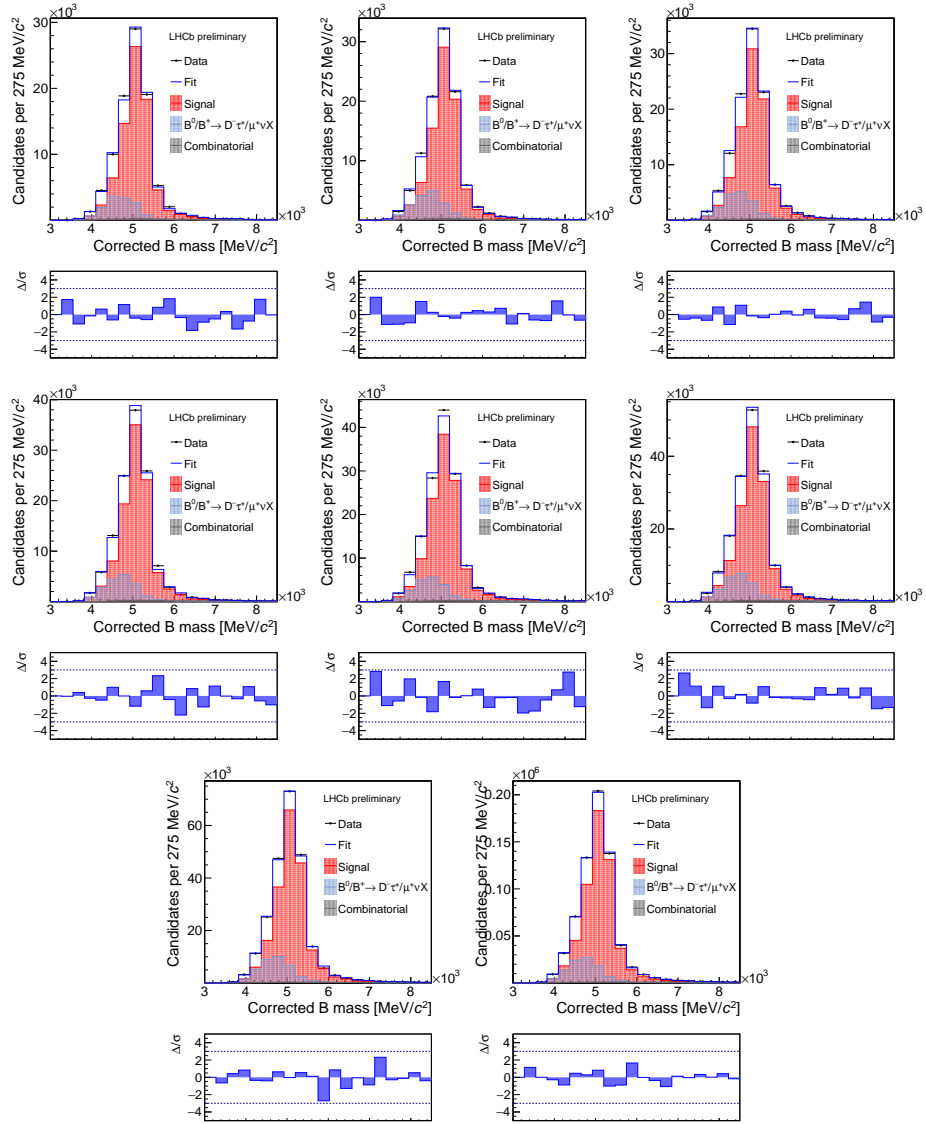 ×10³ ×10³ ×10³
Candidates per 275 MeV/c² Candidates per 275 MeV/c² Candidates per 275 MeV/c²
30 30
LHCb preliminary LHCb preliminary LHCb preliminary
Data Data Data
30
Fit Fit Fit
20 Signal 20 Signal Signal
20
B⁰/B⁺→ D⁻τ⁺/μ⁺νX B⁰/B⁺→ D⁻τ⁺/μ⁺νX B⁰/B⁺→ D⁻τ⁺/μ⁺νX
Combinatorial Combinatorial Combinatorial
10 10 10
×10³ ×10³ ×10³
3 4 5 6 7 8 3 4 5 6 7 8 3 4 5 6 7 8
Corrected B mass [MeV/c²] Corrected B mass [MeV/c²] Corrected B mass [MeV/c²]
Δ/σ Δ/σ Δ/σ
4 4 4
2 2 2
0 0 0
−2 −2 −2
−4 −4 −4
×10³ ×10³ ×10³
Candidates per 275 MeV/c² Candidates per 275 MeV/c² Candidates per 275 MeV/c²
40 40
LHCb preliminary LHCb preliminary LHCb preliminary
Data Data Data
30 Fit Fit 40 Fit
Signal 30 Signal Signal
20 B⁰/B⁺→ D⁻τ⁺/μ⁺νX 20 B⁰/B⁺→ D⁻τ⁺/μ⁺νX B⁰/B⁺→ D⁻τ⁺/μ⁺νX
Combinatorial Combinatorial 20 Combinatorial
10 10
×10³ ×10³ ×10³
3 4 5 6 7 8 3 4 5 6 7 8 3 4 5 6 7 8
Corrected B mass [MeV/c²] Corrected B mass [MeV/c²] Corrected B mass [MeV/c²]
Δ/σ Δ/σ Δ/σ
4 4 4
2 2 2
0 0 0
−2 −2 −2
−4 −4 −4
×10³ ×10⁶
Candidates per 275 MeV/c² Candidates per 275 MeV/c²
LHCb preliminary 0.20 LHCb preliminary
Data Data
60 Fit 0.15 Fit
Signal Signal
40 B⁰/B⁺→ D⁻τ⁺/μ⁺νX 0.1 B⁰/B⁺→ D⁻τ⁺/μ⁺νX
Combinatorial Combinatorial
20 0.05
×10³ ×10³
3 4 5 6 7 8 3 4 5 6 7 8
Corrected B mass [MeV/c²] Corrected B mass [MeV/c²]
Δ/σ Δ/σ
4 4
2 2
0 0
−2 −2
−4 −4